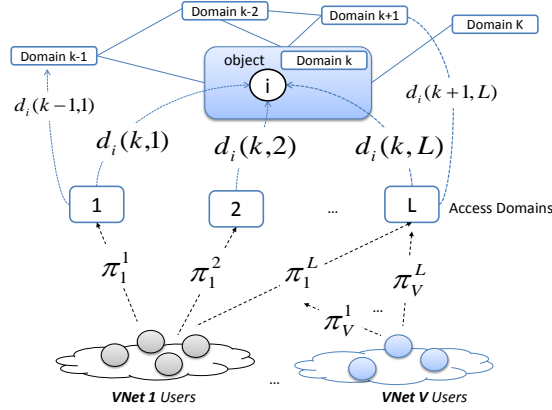 Domain k-2
Domain k+1
Domain K
Domain k-1
object
Domain k
i
d_i(k−1,1)
d_i(k+1,L)
d_i(k,1)
d_i(k,2)
d_i(k,L)
1
2
...
L
Access Domains
π_1^1
π_1^2
π_1^L
π_V^1
...
π_V^L
...
VNet 1 Users
VNet V Users